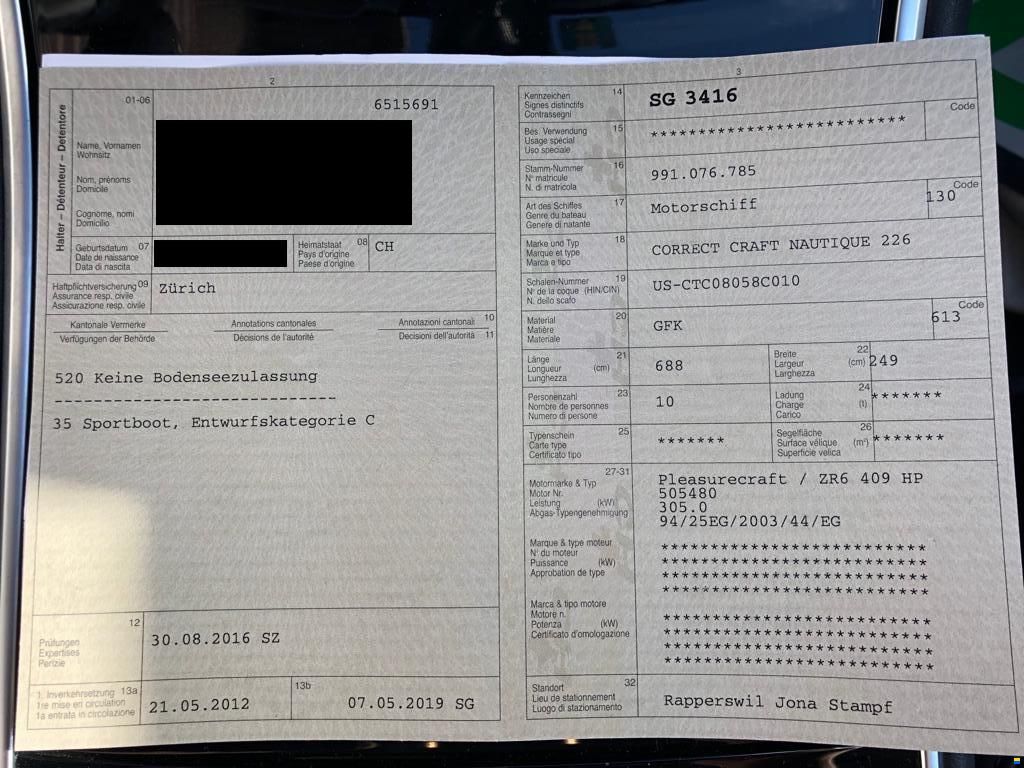 2
01-06
6515691
Halter – Détenteur – Detentore
Name, Vornamen
Wohnsitz
Nom, prénoms
Domicile
Cognome, nomi
Domicilio
Geburtsdatum 07
Date de naissance
Data di nascita
Heimatstaat 08
Pays d'origine
Paese d'origine
CH
Haftpflichtversicherung 09
Assurance resp. civile
Assicurazione resp. civile
Zürich
Kantonale Vermerke
Verfügungen der Behörde
Annotations cantonales
Décisions de l'autorité
Annotazioni cantonali 10
Decisioni dell'autorità 11
520 Keine Bodenseezulassung
-----------------------------
35 Sportboot, Entwurfskategorie C
12
Prüfungen
Expertises
Perizie
30.08.2016 SZ
1. Inverkehrsetzung 13a
1re mise en circulation
1a entrata in circolazione
21.05.2012
13b
07.05.2019 SG
3
Kennzeichen 14
Signes distinctifs
Contrassegni
SG 3416
Bes. Verwendung 15
Usage spécial
Uso speciale
**************************
Code
Stamm-Nummer 16
N° matricule
N. di matricola
991.076.785
Art des Schiffes 17
Genre du bateau
Genere di natante
Motorschiff
Code
130
Marke und Typ 18
Marque et type
Marca e tipo
CORRECT CRAFT NAUTIQUE 226
Schalen-Nummer 19
N° de la coque (HIN/CIN)
N. dello scafo
US-CTC08058C010
Material 20
Matière
Materiale
GFK
Code
613
Länge 21
Longueur (cm)
Lunghezza
688
Breite 22
Largeur (cm)
Larghezza
249
Personenzahl 23
Nombre de personnes
Numero di persone
10
Ladung 24
Charge (t)
Carico
*******
Typenschein 25
Carte type
Certificato tipo
*******
Segelfläche 26
Surface vélique (m²)
Superficie velica
*******
27-31
Motormarke & Typ
Motor Nr.
Leistung (kW)
Abgas-Typengenehmigung
Pleasurecraft / ZR6 409 HP
505480
305.0
94/25EG/2003/44/EG
Marque & type moteur
N° du moteur
Puissance (kW)
Approbation de type
**************************
**************************
**************************
**************************
Marca & tipo motore
Motore n.
Potenza (kW)
Certificato d'omologazione
**************************
**************************
**************************
**************************
Standort 32
Lieu de stationnement
Luogo di stazionamento
Rapperswil Jona Stampf